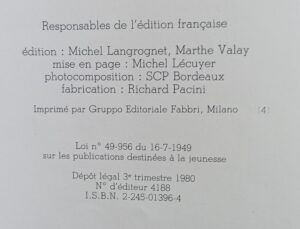 Responsables de l'édition française
édition : Michel Langrognet, Marthe Valay
mise en page : Michel Lécuyer
photocomposition : SCP Bordeaux
fabrication : Richard Pacini
Imprimé par Gruppo Editoriale Fabbri, Milano (4)
Loi n° 49-956 du 16-7-1949
sur les publications destinées à la jeunesse
Dépôt légal 3e trimestre 1980
N° d'éditeur 4188
I.S.B.N. 2-245-01396-4